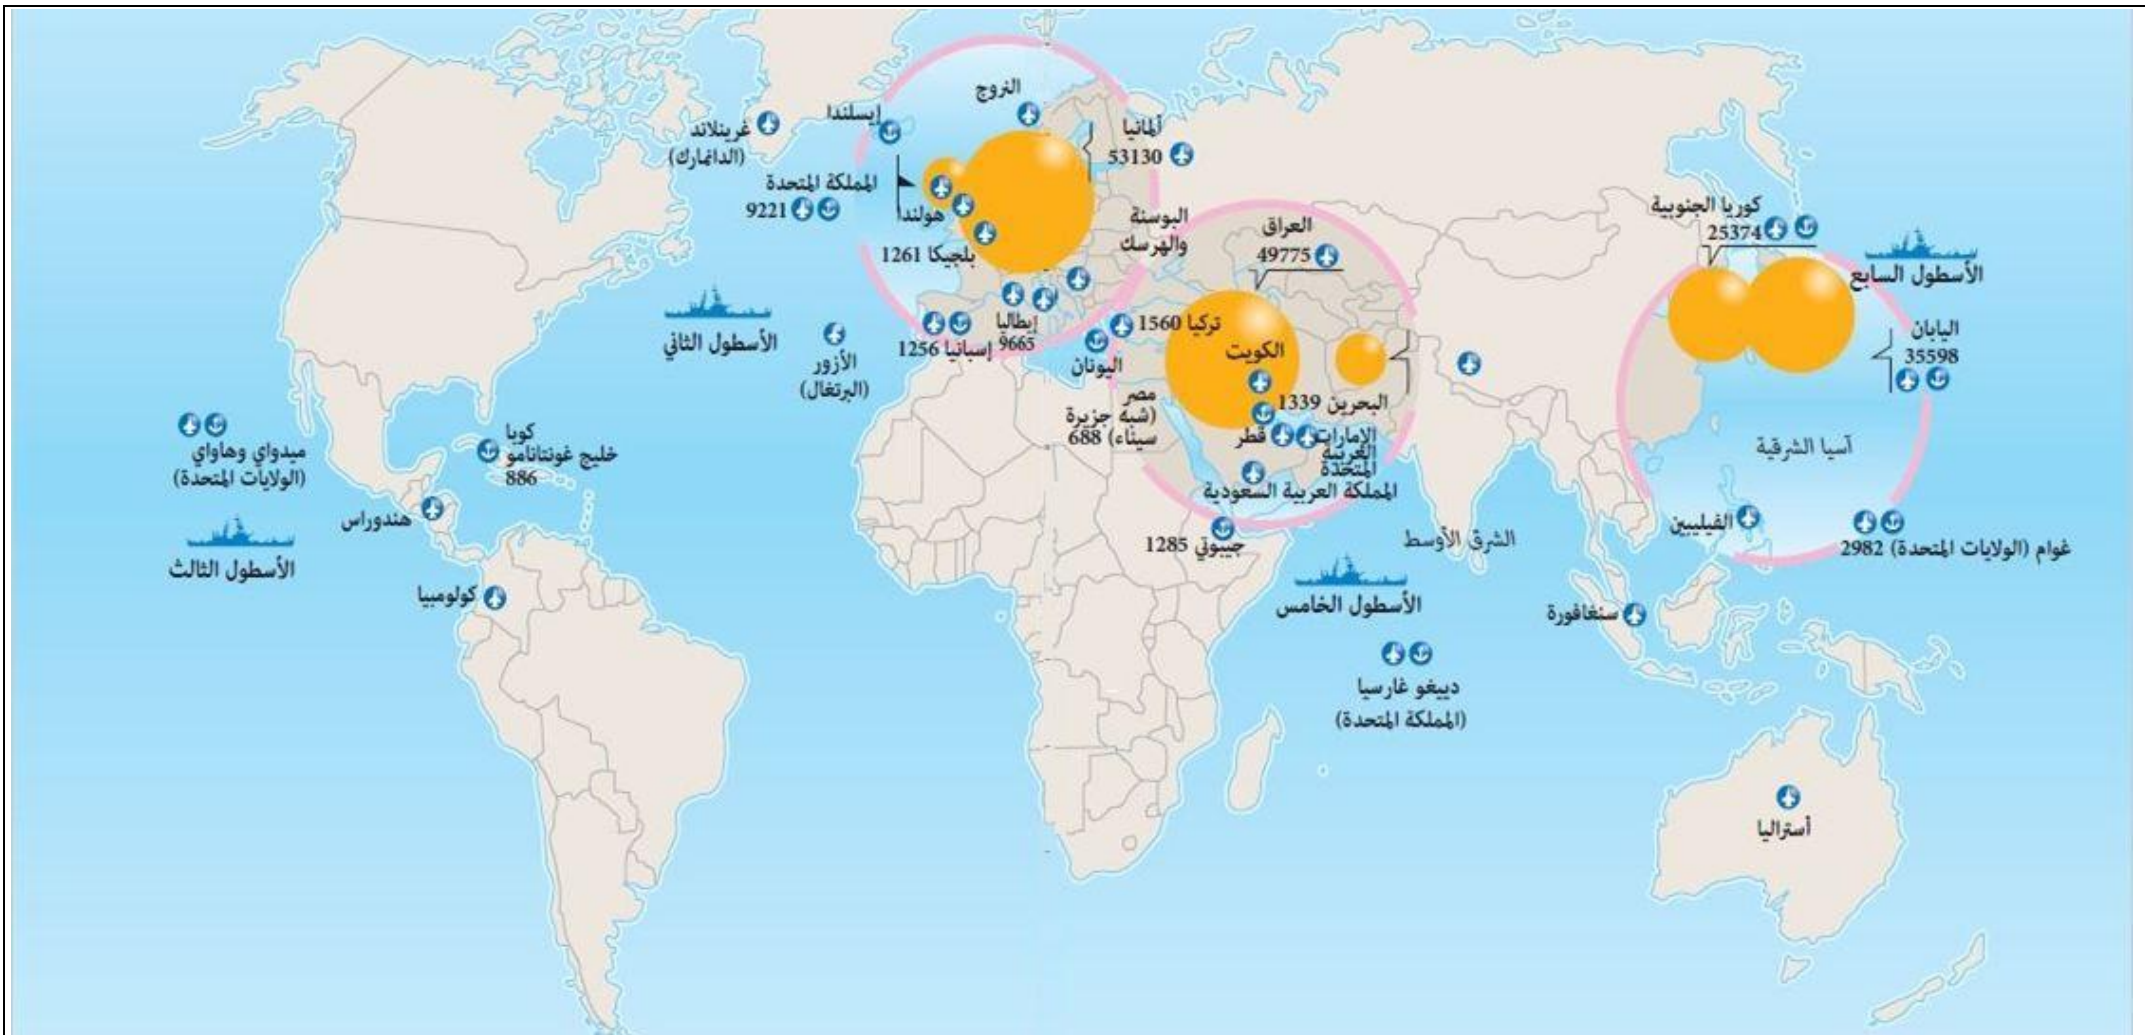 النروج
إيسلندا
غرينلاند
(الدانمارك)
ألمانيا
53130
المملكة المتحدة
9221
هولندا
بلجيكا 1261
البوسنة
والهرسك
العراق
49775
كوريا الجنوبية
25374
الأسطول السابع
اليابان
35598
الأسطول الثاني
الأزور
(البرتغال)
إسبانيا 1256
إيطاليا
9665
تركيا 1560
اليونان
الكويت
البحرين 1339
مصر
(شبه جزيرة
سيناء) 688
قطر
الإمارات
العربية
المتحدة
المملكة العربية السعودية
آسيا الشرقية
ميدواي وهاواي
(الولايات المتحدة)
كوبا
خليج غونتانامو
886
هندوراس
الأسطول الثالث
كولومبيا
جيبوتي 1285
الشرق الأوسط
الأسطول الخامس
الفيليبين
غوام (الولايات المتحدة) 2982
سنغافورة
دييغو غارسيا
(المملكة المتحدة)
أستراليا